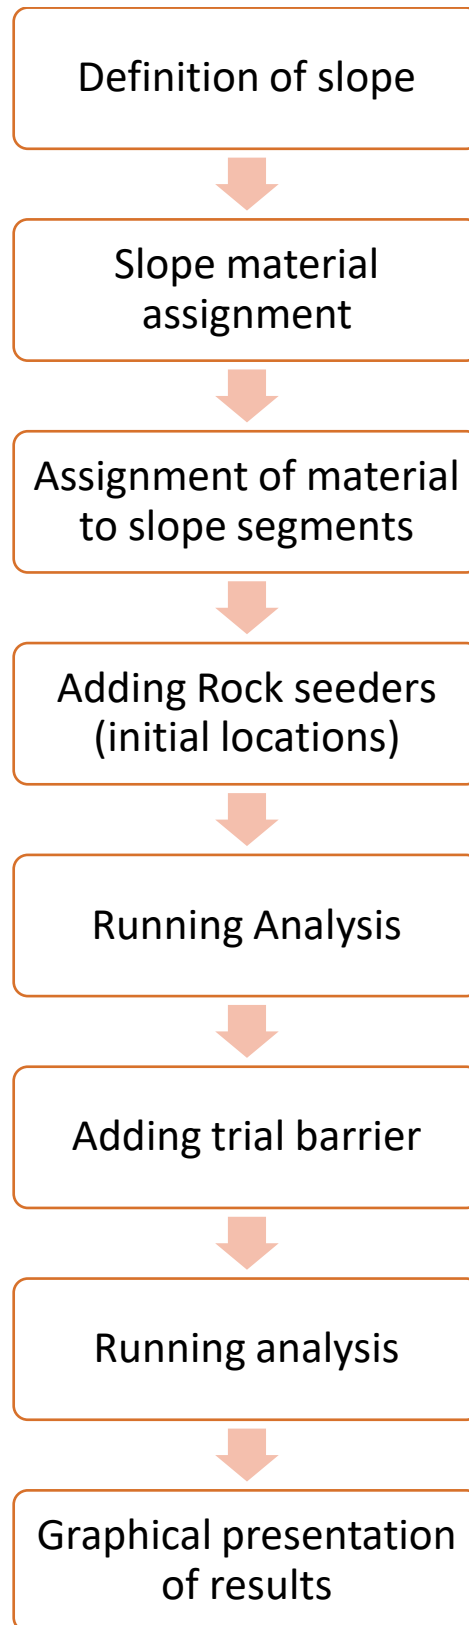 Definition of slope
Slope material
assignment
Assignment of material
to slope segments
Adding Rock seeders
(initial locations)
Running Analysis
Adding trial barrier
Running analysis
Graphical presentation
of results